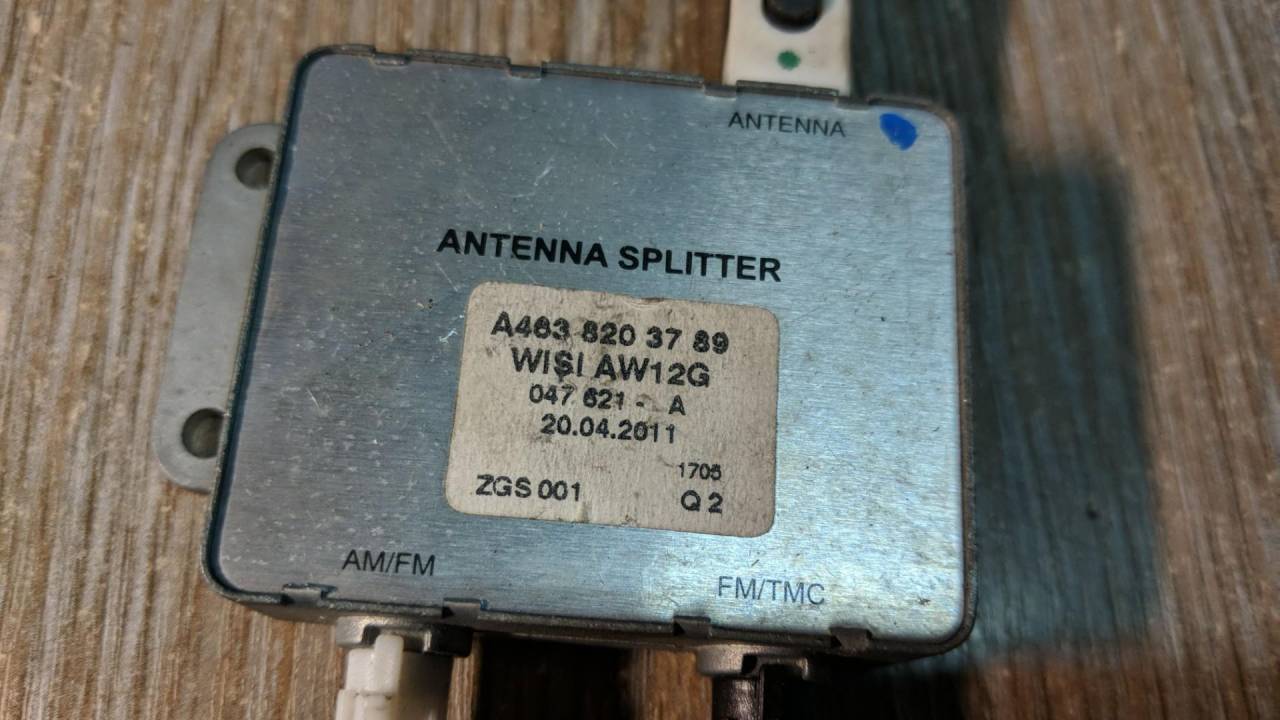 ANTENNA
ANTENNA SPLITTER
A463 820 37 89
WISI AW12G
047 621 - A
20.04.2011
1705
ZGS 001
Q 2
AM/FM
FM/TMC